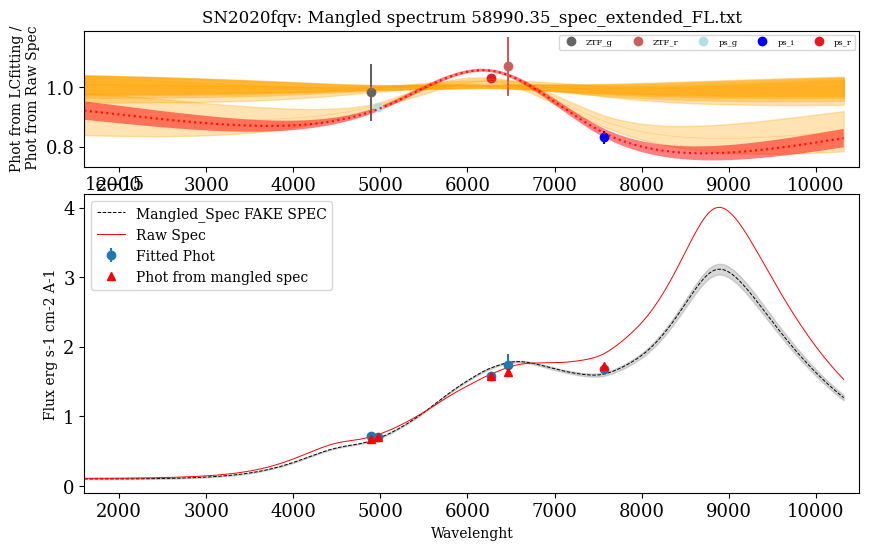 SN2020fqv: Mangled spectrum 58990.35_spec_extended_FL.txt
Phot from LCfitting /
Phot from Raw Spec
1.0
0.8
ZTF_g
ZTF_r
ps_g
ps_i
ps_r
2000 3000 4000 5000 6000 7000 8000 9000 10000
Flux erg s-1 cm-2 A-1
4
3
2
1
0
Mangled_Spec FAKE SPEC
Raw Spec
Fitted Phot
Phot from mangled spec
2000 3000 4000 5000 6000 7000 8000 9000 10000
Wavelenght